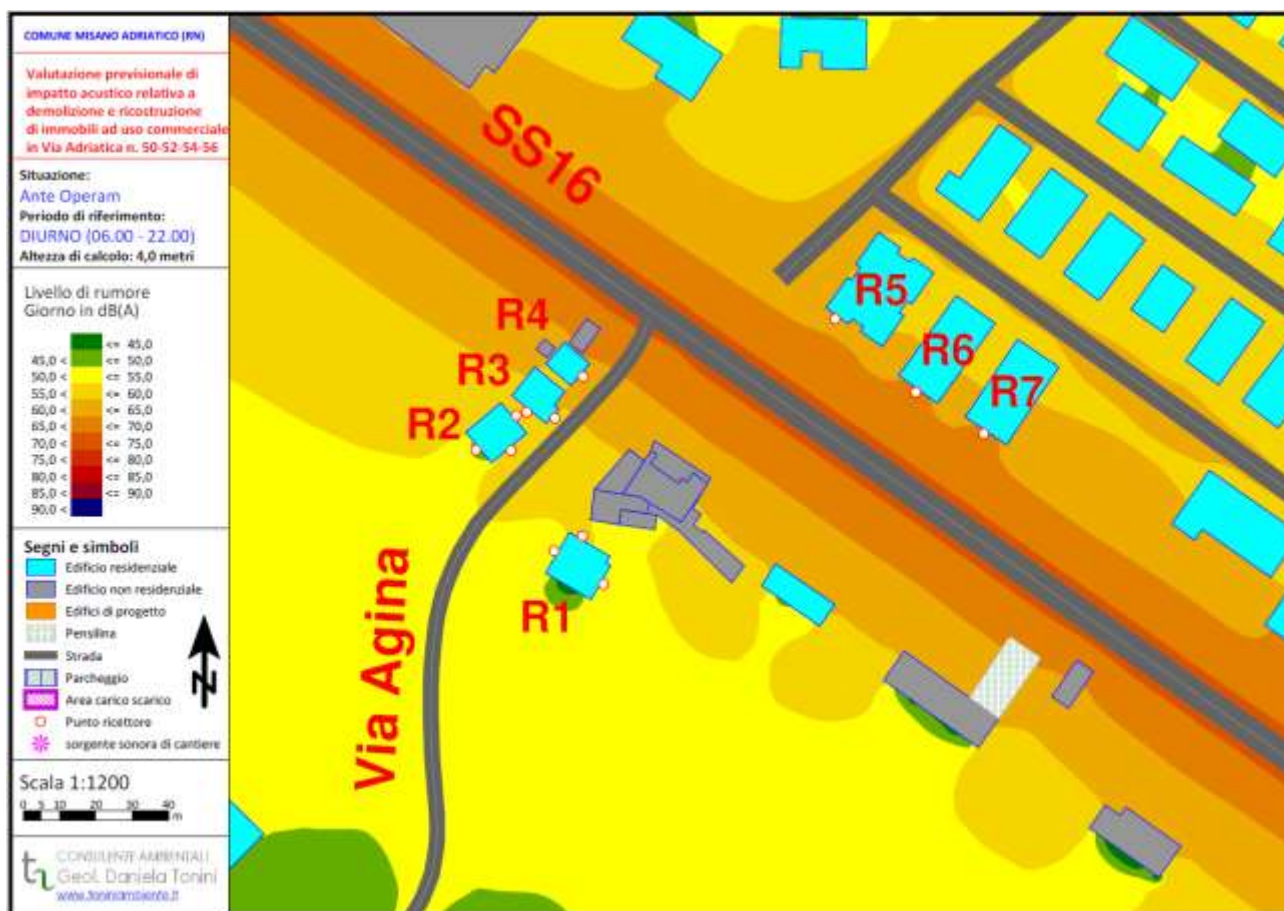 COMUNE MISANO ADRIATICO (RN)
Valutazione previsionale di
impatto acustico relativa a
demolizione e ricostruzione
di immobili ad uso commerciale
in Via Adriatica n. 50-52-54-56
Situazione:
Ante Operam
Periodo di riferimento:
DIURNO (06.00 - 22.00)
Altezza di calcolo: 4,0 metri
Livello di rumore
Giorno in dB(A)
<= 45,0
45,0 < <= 50,0
50,0 < <= 55,0
55,0 < <= 60,0
60,0 < <= 65,0
65,0 < <= 70,0
70,0 < <= 75,0
75,0 < <= 80,0
80,0 < <= 85,0
85,0 < <= 90,0
90,0 <
Segni e simboli
Edificio residenziale
Edificio non residenziale
Edifici di progetto
Pensilina
Strada
Parcheggio
Area carico scarico
Punto ricettore
sorgente sonora di cantiere
N
Scala 1:1200
0 5 10 20 30 40
m
CONSULENZE AMBIENTALI
Geol. Daniela Tonini
www.toniniambiente.it
SS16
R4
R3
R2
R5
R6
R7
R1
Via Agina